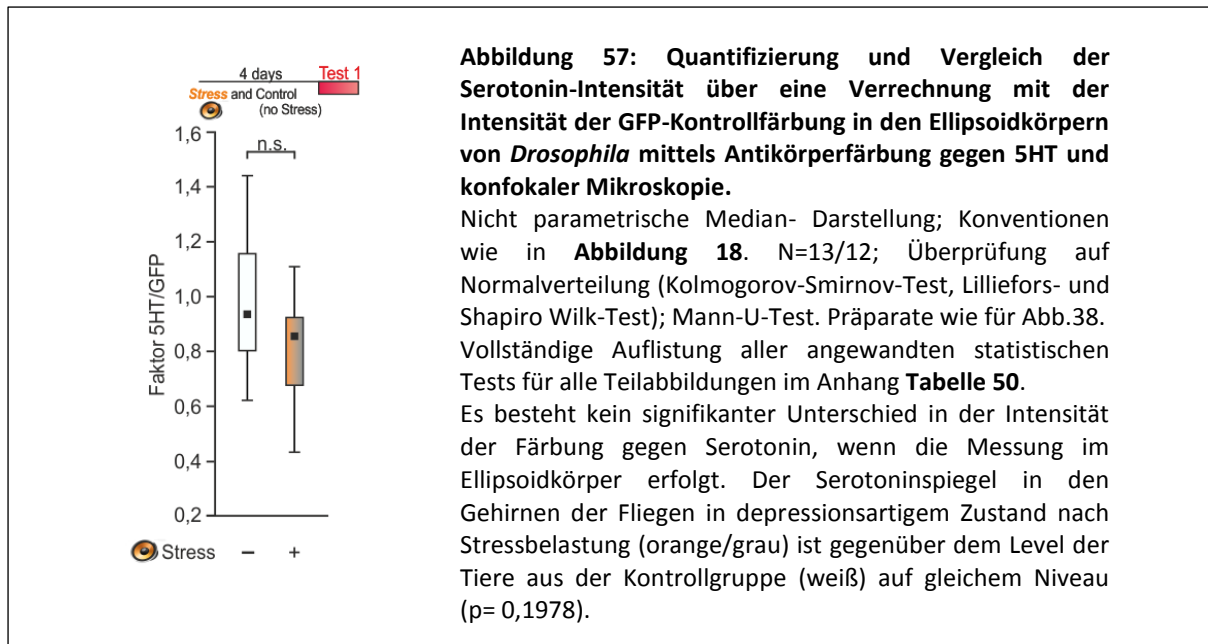 4 days Test 1
Stress and Control
(no Stress)
1,6
n.s.
1,4
1,2
1,0
0,8
0,6
0,4
0,2
Faktor 5HT/GFP
Stress – +
Abbildung 57: Quantifizierung und Vergleich der
Serotonin-Intensität über eine Verrechnung mit der
Intensität der GFP-Kontrollfärbung in den Ellipsoidkörpern
von Drosophila mittels Antikörperfärbung gegen 5HT und
konfokaler Mikroskopie.
Nicht parametrische Median- Darstellung; Konventionen
wie in Abbildung 18. N=13/12; Überprüfung auf
Normalverteilung (Kolmogorov-Smirnov-Test, Lilliefors- und
Shapiro Wilk-Test); Mann-U-Test. Präparate wie für Abb.38.
Vollständige Auflistung aller angewandten statistischen
Tests für alle Teilabbildungen im Anhang Tabelle 50.
Es besteht kein signifikanter Unterschied in der Intensität
der Färbung gegen Serotonin, wenn die Messung im
Ellipsoidkörper erfolgt. Der Serotoninspiegel in den
Gehirnen der Fliegen in depressionsartigem Zustand nach
Stressbelastung (orange/grau) ist gegenüber dem Level der
Tiere aus der Kontrollgruppe (weiß) auf gleichem Niveau
(p= 0,1978).